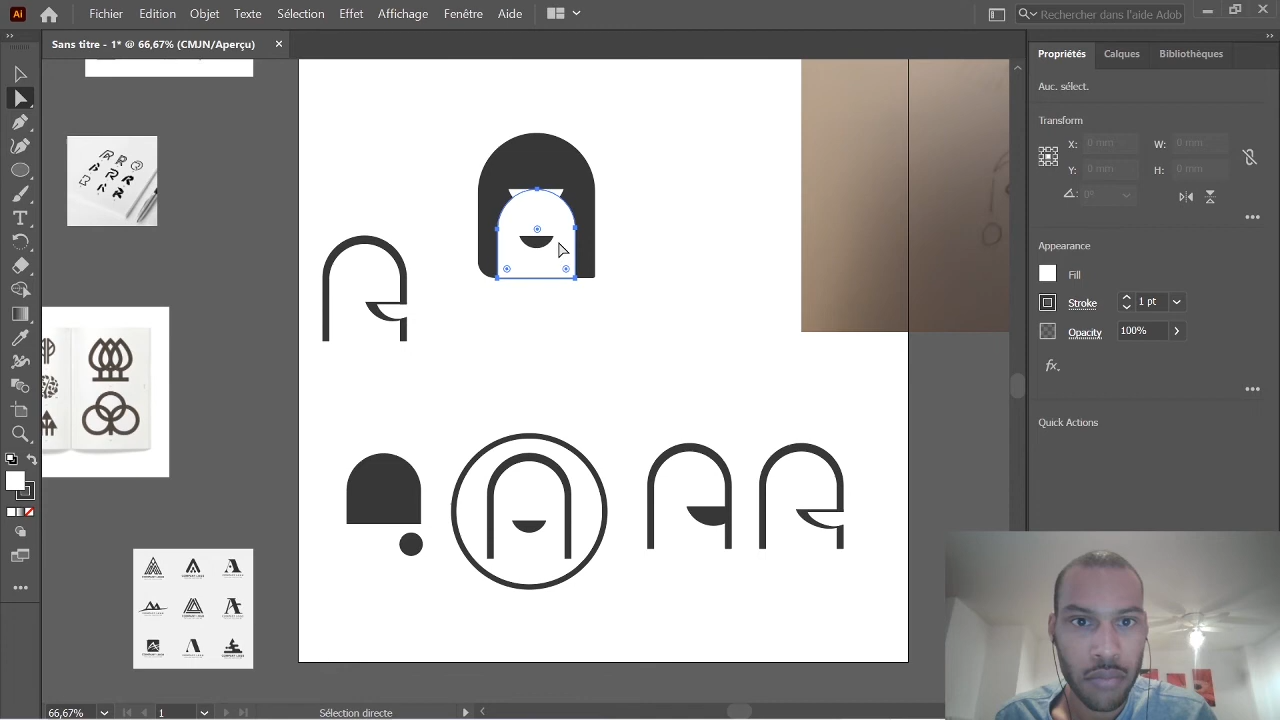 Ai
Fichier Edition Objet Texte Sélection Effet Affichage Fenêtre Aide
Rechercher dans l'aide Adob
Sans titre - 1* @ 66,67% (CMJN/Aperçu)
Propriétés Calques Bibliothèques
Auc. sélect.
Transform
X: 0 mm W: 0 mm
Y: 0 mm H: 0 mm
0°
Appearance
Fill
Stroke 1 pt
Opacity 100%
fx.
Quick Actions
66,67% 1 Sélection directe